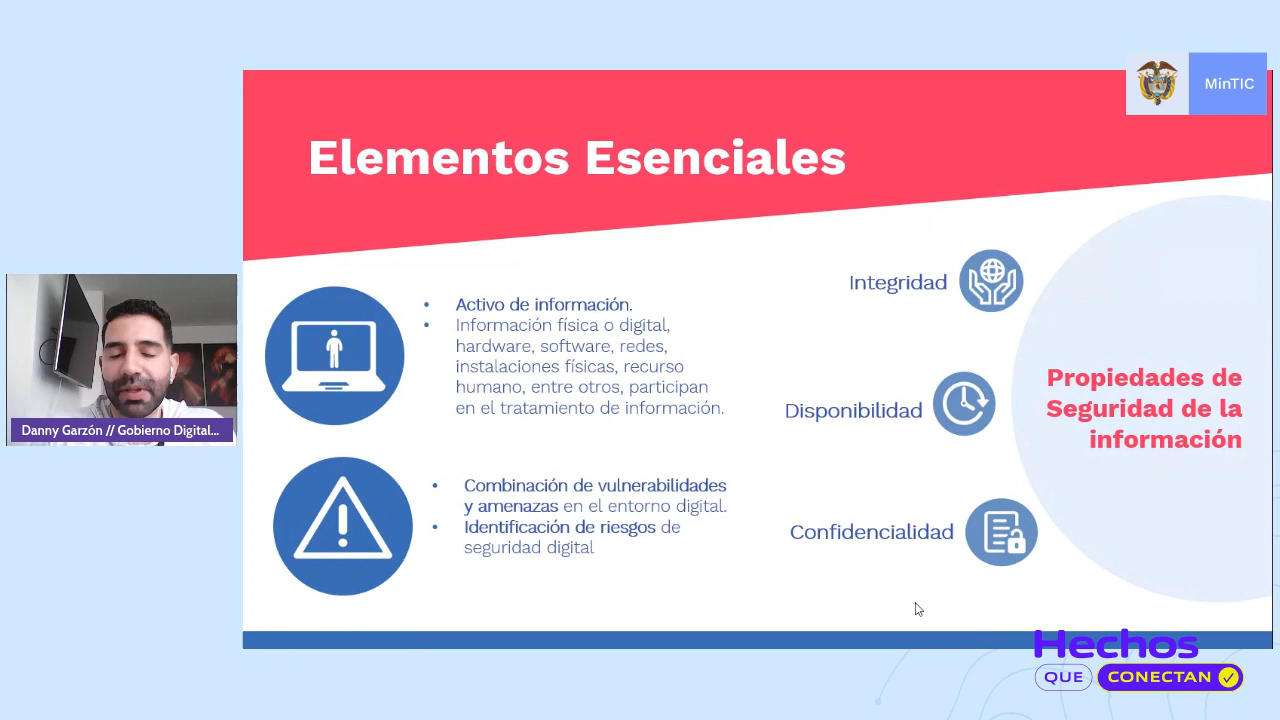 MinTIC
Elementos Esenciales
• Activo de información.
• Información física o digital,
hardware, software, redes,
instalaciones físicas, recurso
humano, entre otros, participan
en el tratamiento de información.
• Combinación de vulnerabilidades
y amenazas en el entorno digital.
• Identificación de riesgos de
seguridad digital
Integridad
Disponibilidad
Confidencialidad
Propiedades de
Seguridad de la
información
Danny Garzón // Gobierno Digital...
Hechos
QUE CONECTAN